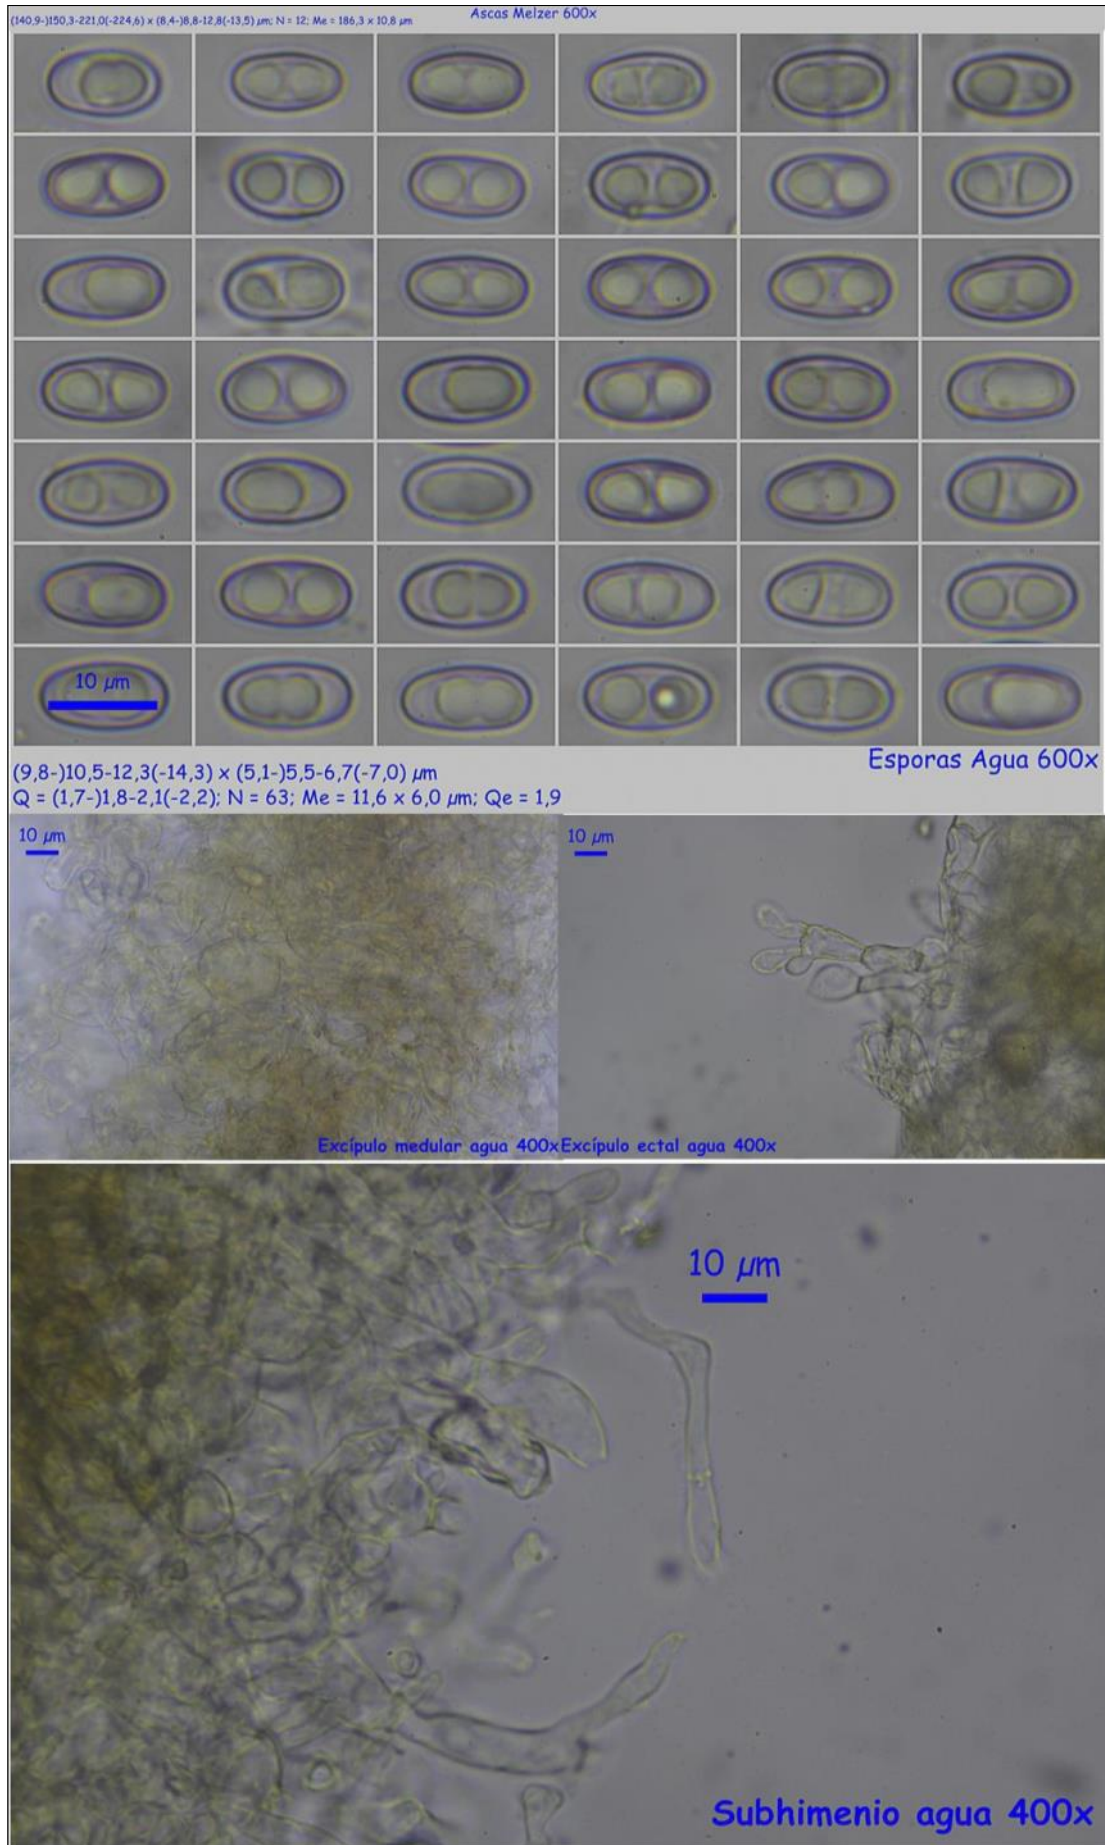 Ascas Melzer 600x
(140,9-)150,3-221,0(-224,6) x (8,4-)8,8-12,8(-13,5) µm; N = 12; Me = 186,3 x 10,8 µm
10 µm
Esporas Agua 600x
(9,8-)10,5-12,3(-14,3) × (5,1-)5,5-6,7(-7,0) µm
Q = (1,7-)1,8-2,1(-2,2); N = 63; Me = 11,6 x 6,0 µm; Qe = 1,9
10 µm
10 µm
Excípulo medular agua 400x
Excípulo ectal agua 400x
10 µm
Subhimenio agua 400x